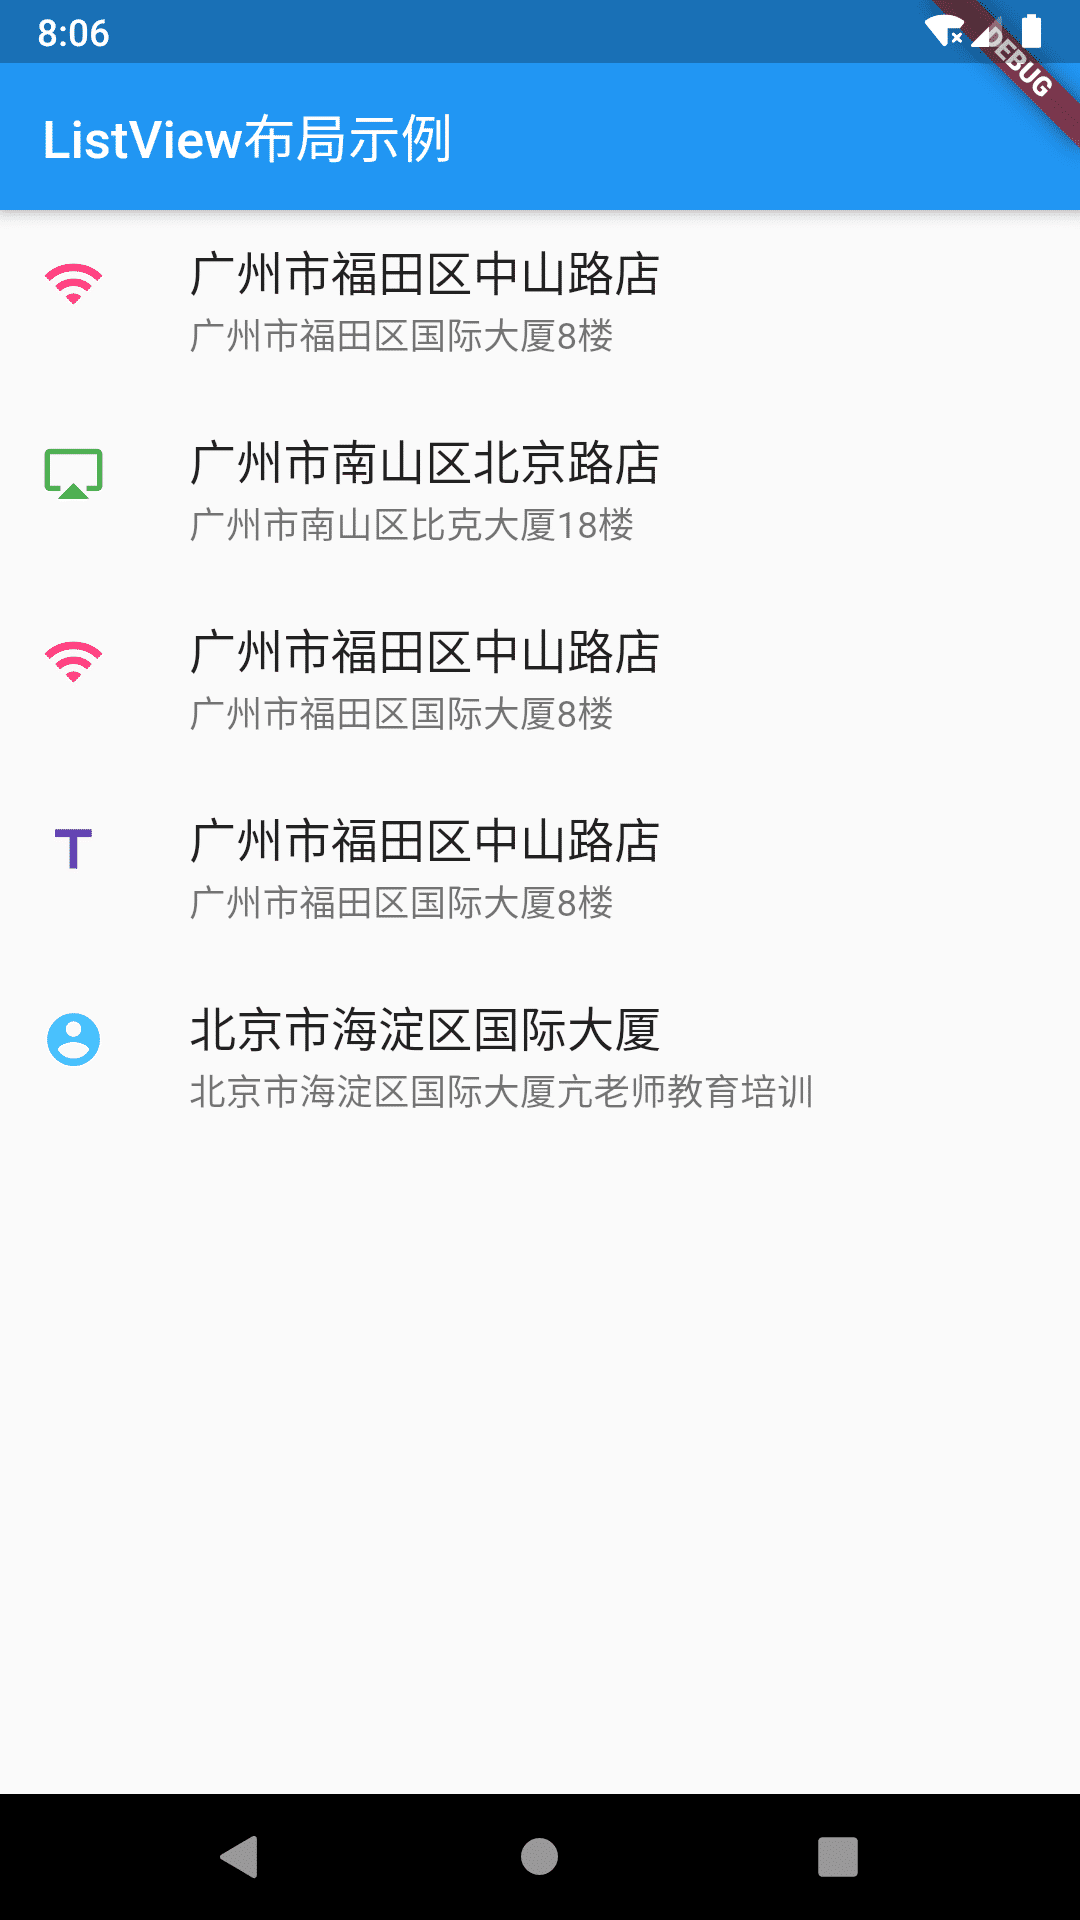 8:06
DEBUG
ListView布局示例
广州市福田区中山路店
广州市福田区国际大厦8楼
广州市南山区北京路店
广州市南山区比克大厦18楼
广州市福田区中山路店
广州市福田区国际大厦8楼
广州市福田区中山路店
广州市福田区国际大厦8楼
北京市海淀区国际大厦
北京市海淀区国际大厦亢老师教育培训